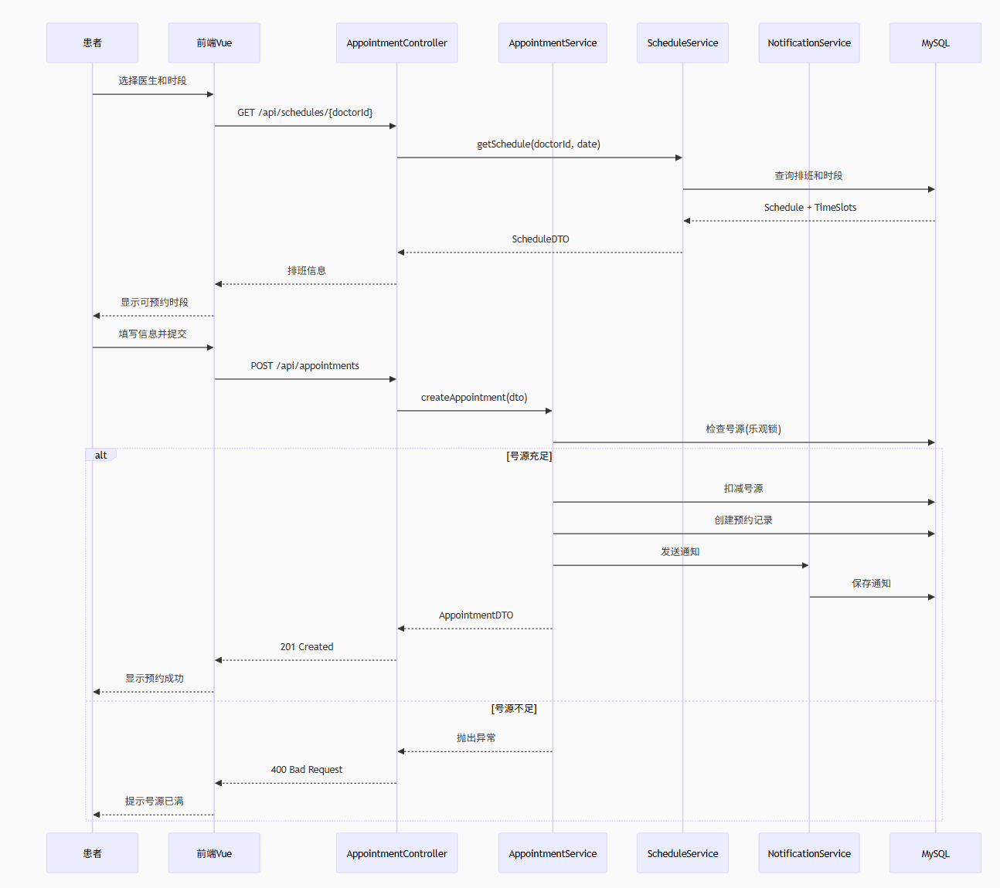 患者
前端Vue
AppointmentController
AppointmentService
ScheduleService
NotificationService
MySQL
选择医生和时段
GET /api/schedules/{doctorId}
getSchedule(doctorId, date)
查询排班和时段
Schedule + TimeSlots
ScheduleDTO
排班信息
显示可预约时段
填写信息并提交
POST /api/appointments
createAppointment(dto)
检查号源(乐观锁)
alt
[号源充足]
扣减号源
创建预约记录
发送通知
保存通知
AppointmentDTO
201 Created
显示预约成功
[号源不足]
抛出异常
400 Bad Request
提示号源已满
患者
前端Vue
AppointmentController
AppointmentService
ScheduleService
NotificationService
MySQL